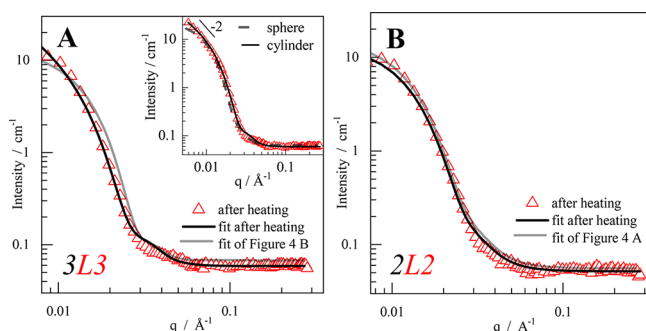 A
10
1
0.1
Intensity / cm-1
-2
sphere
cylinder
10
1
0.1
Intensity / cm-1
0.01
0.1
q / Å-1
after heating
fit after heating
fit of Figure 4 B
3L3
0.01
0.1
q / Å-1
B
10
1
0.1
Intensity / cm-1
after heating
fit after heating
fit of Figure 4 A
2L2
0.01
0.1
q / Å-1